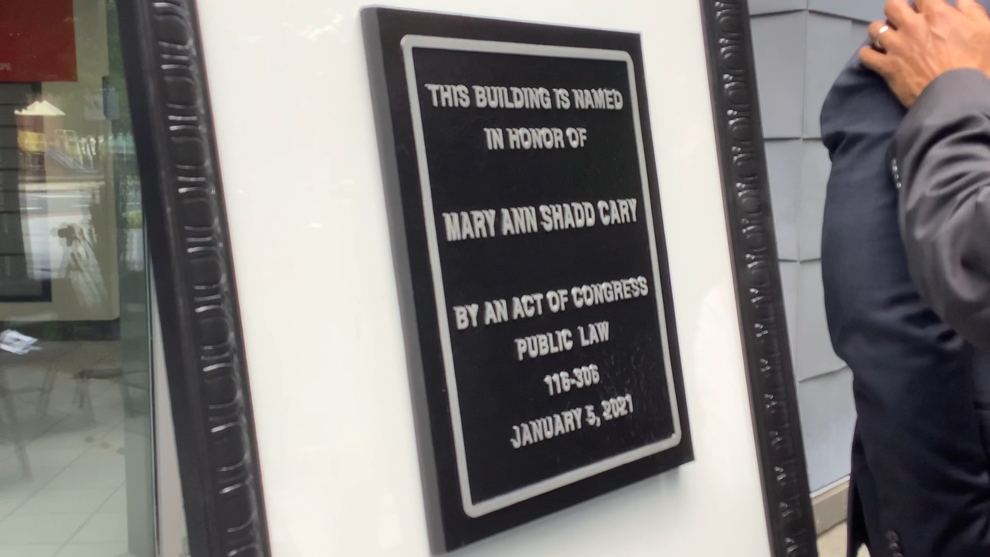 THIS BUILDING IS NAMED
IN HONOR OF
MARY ANN SHADD CARY
BY AN ACT OF CONGRESS
PUBLIC LAW
116-306
JANUARY 5, 2021